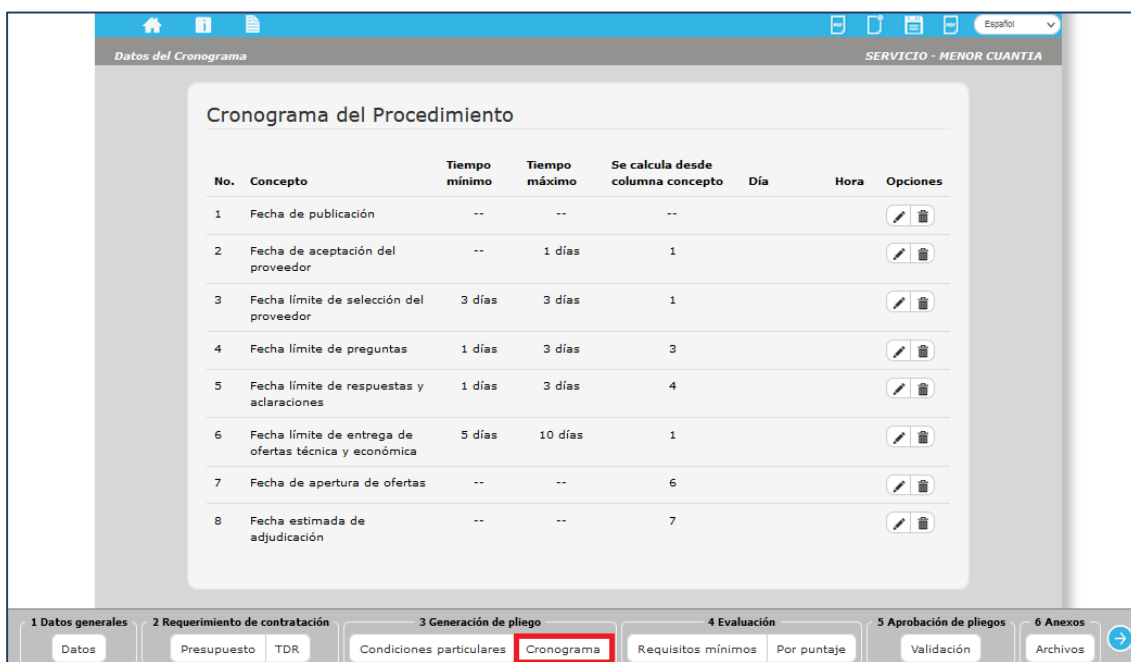 Español
Datos del Cronograma SERVICIO - MENOR CUANTIA
Cronograma del Procedimiento
No. Concepto Tiempo mínimo Tiempo máximo Se calcula desde columna concepto Día Hora Opciones
1 Fecha de publicación -- -- --
2 Fecha de aceptación del proveedor -- 1 días 1
3 Fecha límite de selección del proveedor 3 días 3 días 1
4 Fecha límite de preguntas 1 días 3 días 3
5 Fecha límite de respuestas y aclaraciones 1 días 3 días 4
6 Fecha límite de entrega de ofertas técnica y económica 5 días 10 días 1
7 Fecha de apertura de ofertas -- -- 6
8 Fecha estimada de adjudicación -- -- 7
1 Datos generales 2 Requerimiento de contratación 3 Generación de pliego 4 Evaluación 5 Aprobación de pliegos 6 Anexos
Datos Presupuesto TDR Condiciones particulares Cronograma Requisitos mínimos Por puntaje Validación Archivos